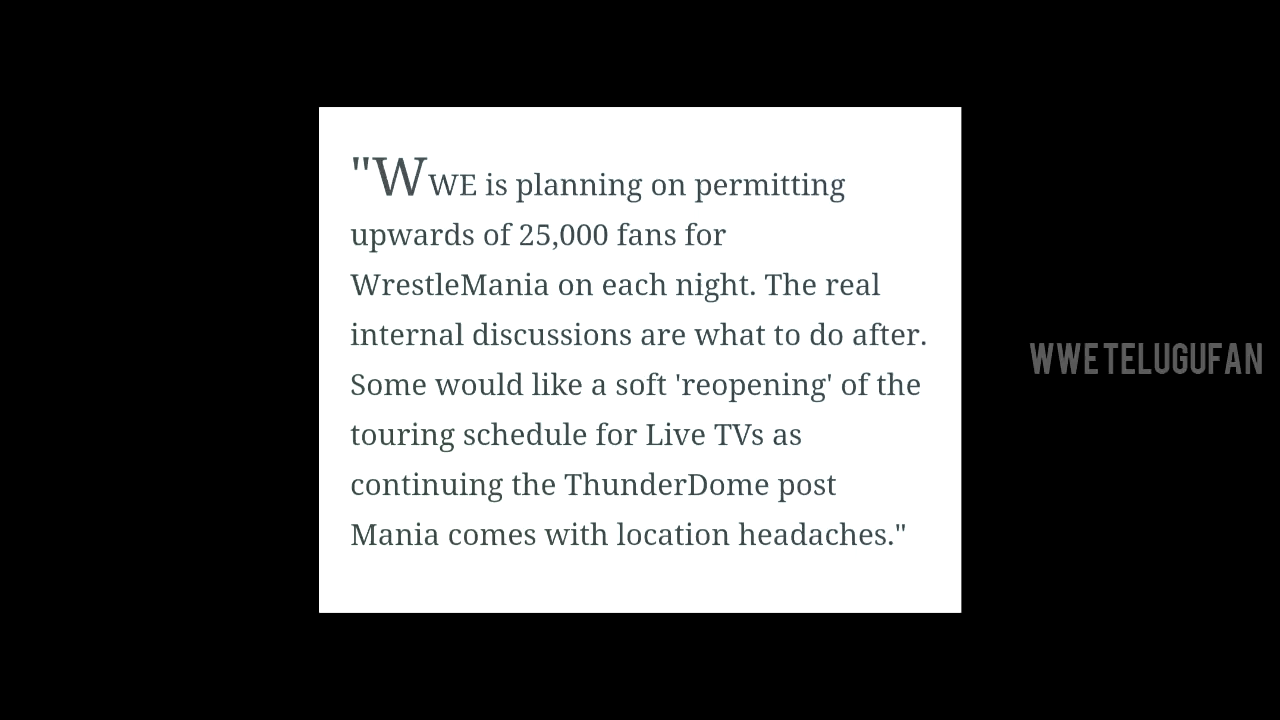 "WWE is planning on permitting
upwards of 25,000 fans for
WrestleMania on each night. The real
internal discussions are what to do after.
Some would like a soft 'reopening' of the
touring schedule for Live TVs as
continuing the ThunderDome post
Mania comes with location headaches."
WWETELUGUFAN